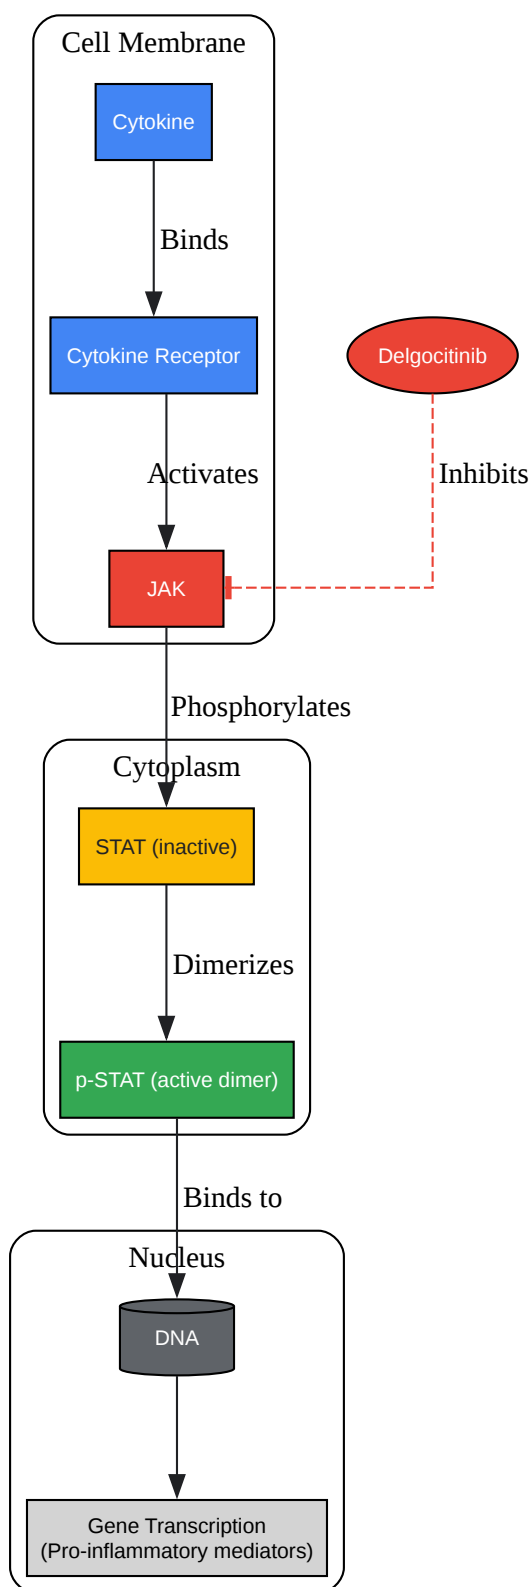 Cell Membrane
Cytokine
Binds
Cytokine Receptor
Delgocitinib
Activates
Inhibits
JAK
Phosphorylates
Cytoplasm
STAT (inactive)
Dimerizes
p-STAT (active dimer)
Binds to
Nucleus
DNA
Gene Transcription
(Pro-inflammatory mediators)